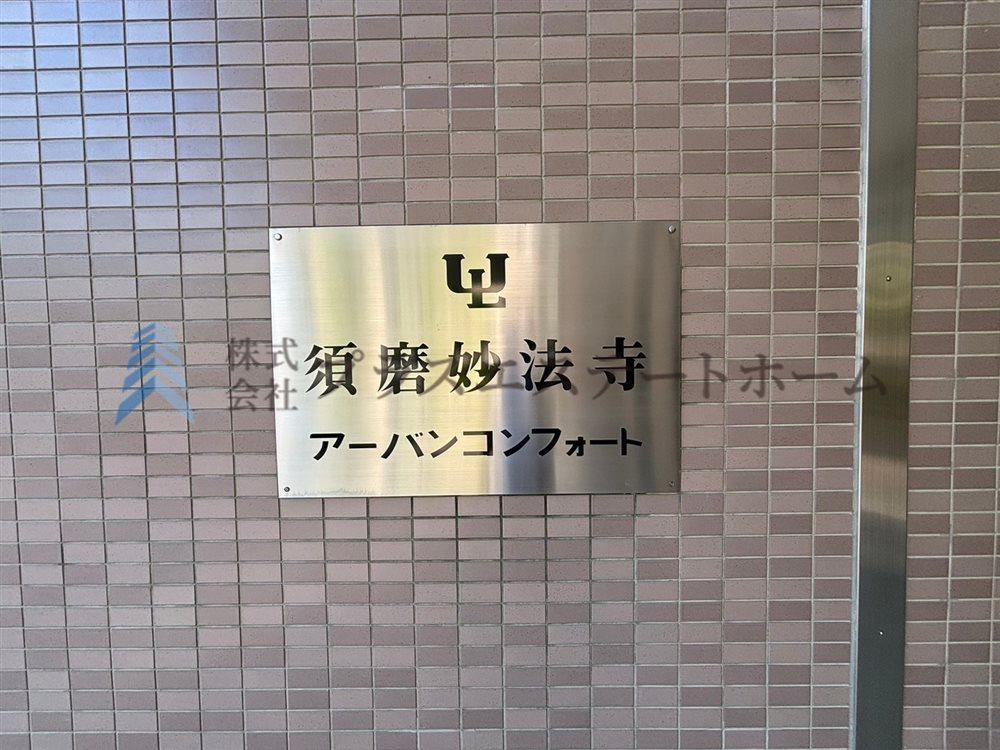 須磨妙法寺
アーバンコンフォート
株式
会社